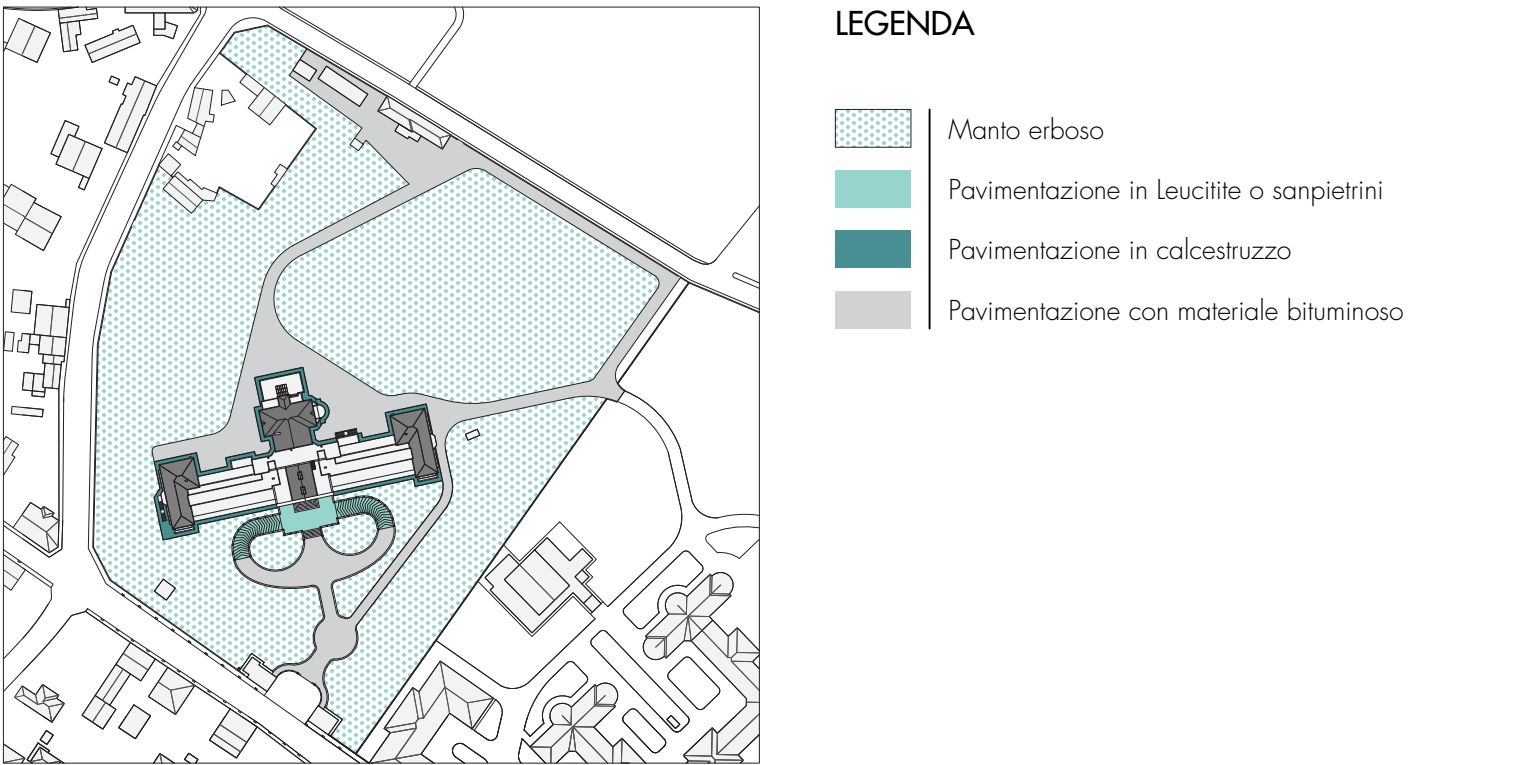 LEGENDA
Manto erboso
Pavimentazione in Leucitite o sanpietrini
Pavimentazione in calcestruzzo
Pavimentazione con materiale bituminoso